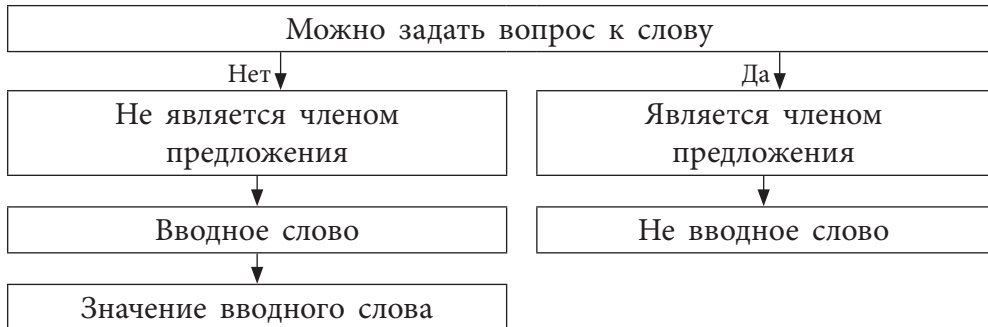 Можно задать вопрос к слову
Нет
Да
Не является членом
предложения
Является членом
предложения
Вводное слово
Не вводное слово
Значение вводного слова